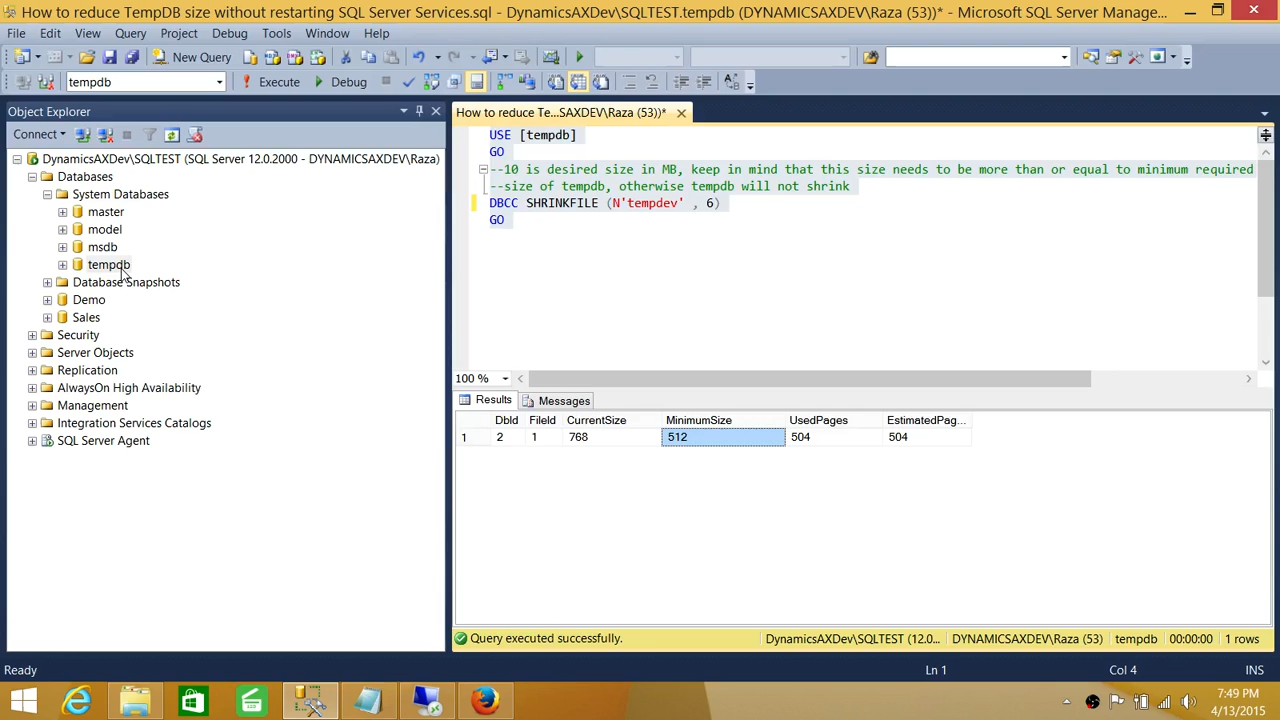 How to reduce TempDB size without restarting SQL Server Services.sql - DynamicsAXDev\SQLTEST.tempdb (DYNAMICSAXDEV\Raza (53))* - Microsoft SQL Server Manage...
File Edit View Query Project Debug Tools Window Help
New Query
tempdb Execute Debug
Object Explorer
Connect
DynamicsAXDev\SQLTEST (SQL Server 12.0.2000 - DYNAMICSAXDEV\Raza)
Databases
System Databases
master
model
msdb
tempdb
Database Snapshots
Demo
Sales
Security
Server Objects
Replication
AlwaysOn High Availability
Management
Integration Services Catalogs
SQL Server Agent
How to reduce Te...SAXDEV\Raza (53))*
USE [tempdb]
GO
--10 is desired size in MB, keep in mind that this size needs to be more than or equal to minimum required
--size of tempdb, otherwise tempdb will not shrink
DBCC SHRINKFILE (N'tempdev' , 6)
GO
100 %
Results Messages
DbId FileId CurrentSize MinimumSize UsedPages EstimatedPag...
1 2 1 768 512 504 504
Query executed successfully. DynamicsAXDev\SQLTEST (12.0... DYNAMICSAXDEV\Raza (53) tempdb 00:00:00 1 rows
Ready Ln 1 Col 4 INS
7:49 PM
4/13/2015